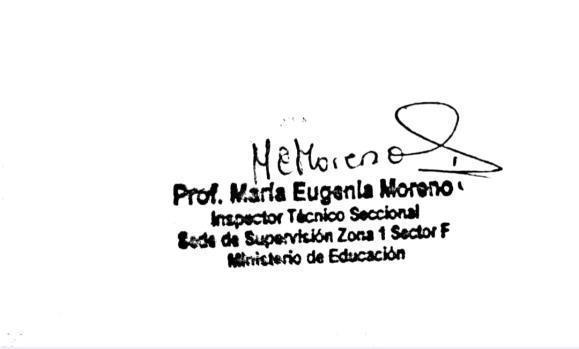 MEMoreno
Prof. María Eugenia Moreno
Inspector Técnico Seccional
Sede de Supervisión Zona 1 Sector F
Ministerio de Educación